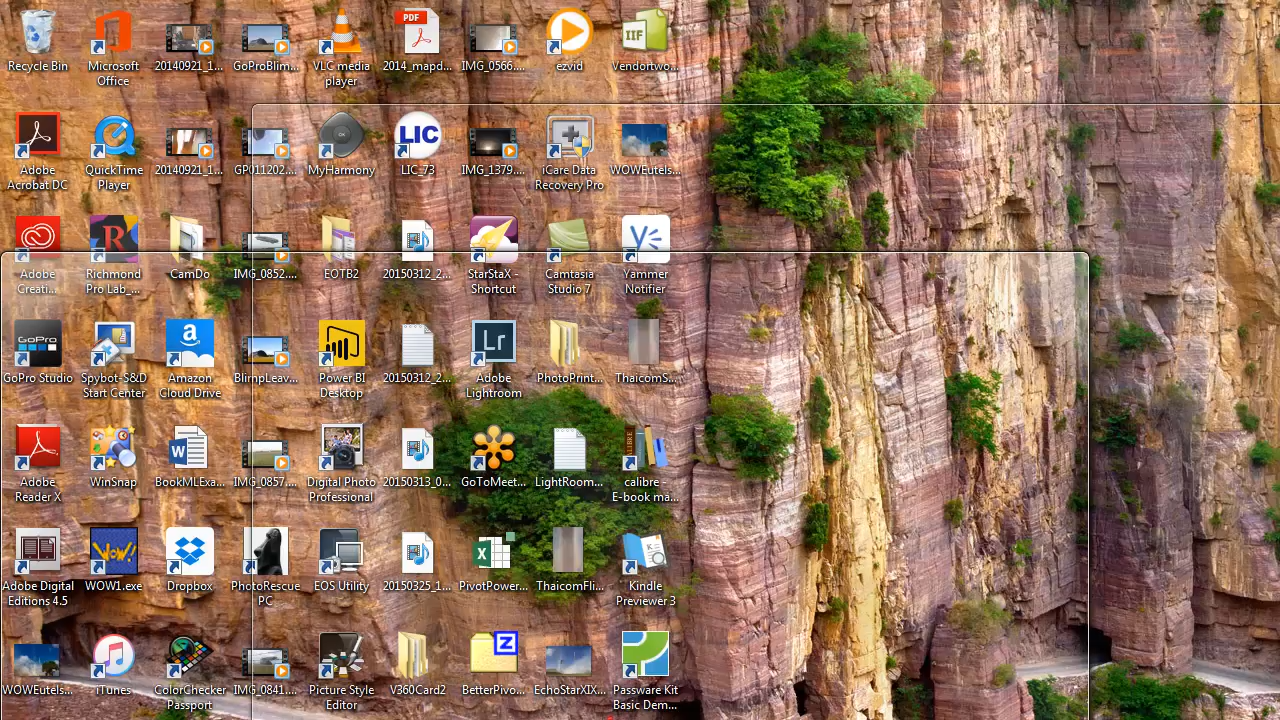 Recycle Bin
Microsoft
Office
20140921_1...
GoProBlim...
VLC media
player
PDF
2014_mapd...
IMG_0566....
ezvid
IIF
Vendortwo...
Adobe
Acrobat DC
QuickTime
Player
20140921_1...
GP011202....
OK
MyHarmony
LIC
LIC_73
IMG_1379....
iCare Data
Recovery Pro
WOWEutels...
Adobe
Creati...
R
Richmond
Pro Lab_...
CamDo
IMG_0852....
EOTB2
20150312_2...
StarStaX -
Shortcut
Camtasia
Studio 7
Yammer
Notifier
GoPro
GoPro Studio
Spybot-S&D
Start Center
a
Amazon
Cloud Drive
BlimpLeav...
Power BI
Desktop
20150312_2...
Lr
Adobe
Lightroom
PhotoPrint...
ThaicomS...
Adobe
Reader X
WinSnap
W
BookMLExa...
IMG_0857....
Digital Photo
Professional
20150313_0...
GoToMeet...
LightRoom...
calibre -
E-book ma...
Adobe Digital
Editions 4.5
WOW!
WOW1.exe
Dropbox
PhotoRescue
PC
EOS Utility
20150325_1...
X
PivotPower...
ThaicomFli...
K
Kindle
Previewer 3
WOWEutels...
iTunes
ColorChecker
Passport
IMG_0841....
Picture Style
Editor
V360Card2
Z
BetterPivo...
EchoStarXIX...
Passware Kit
Basic Dem...